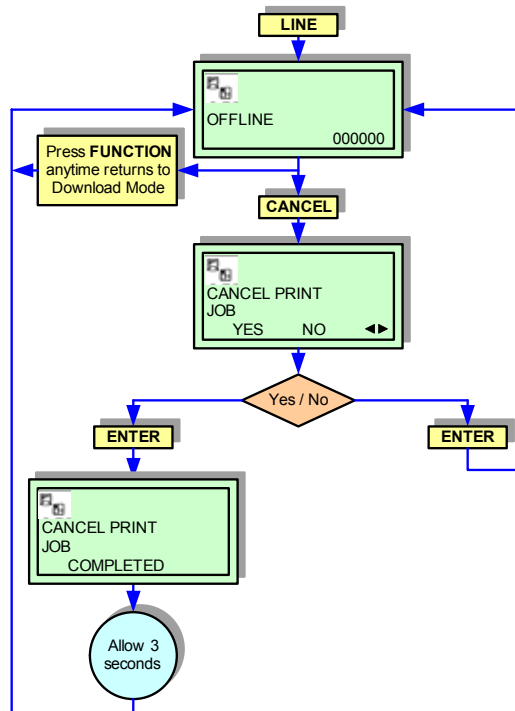 LINE
OFFLINE
000000
Press FUNCTION
anytime returns to
Download Mode
CANCEL
CANCEL PRINT
JOB
YES NO ◄►
Yes / No
ENTER
ENTER
CANCEL PRINT
JOB
COMPLETED
Allow 3
seconds